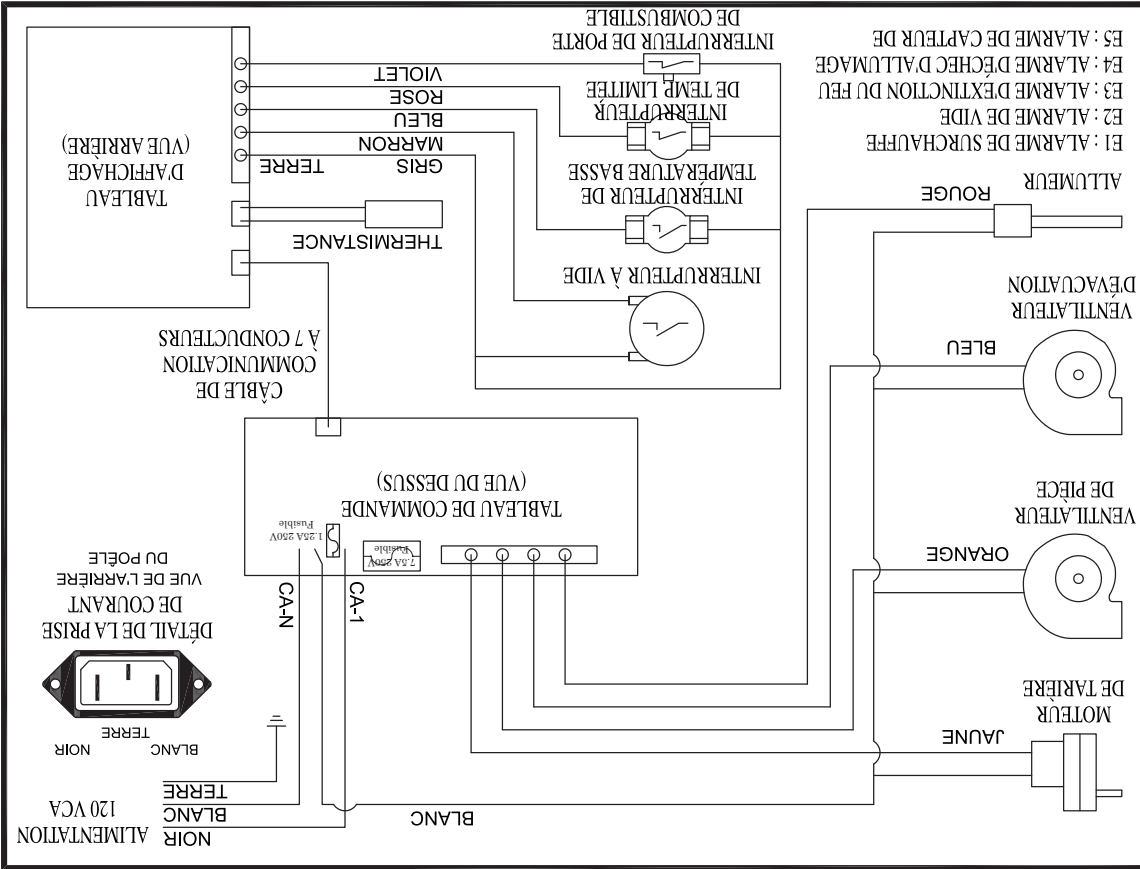 NOIR
BLANC
TERRE
ALIMENTATION
120 VCA
BLANC
MOTEUR
DE TARIÈRE
JAUNE
BLANC
NOIR
TERRE
DÉTAIL DE LA PRISE
DE COURANT
VUE DE L'ARRIÈRE
DU POÊLE
VENTILATEUR
DE PIÈCE
ORANGE
CA-1
CA-N
7.5A 250V
Fusible
1.25A 250V
Fusible
TABLEAU DE COMMANDE
(VUE DU DESSUS)
VENTILATEUR
D'ÉVACUATION
BLEU
CÂBLE DE
COMMUNICATION
À 7 CONDUCTEURS
INTERRUPTEUR À VIDE
ALLUMEUR
ROUGE
THERMISTANCE
INTERRUPTEUR DE
TEMPÉRATURE BASSE
TABLEAU
D'AFFICHAGE
(VUE ARRIÈRE)
GRIS
TERRE
MARRON
BLEU
ROSE
VIOLET
INTERRUPTEUR
DE TEMP LIMITÉE
INTERRUPTEUR DE PORTE
DE COMBUSTIBLE
E1 : ALARME DE SURCHAUFFE
E2 : ALARME DE VIDE
E3 : ALARME D'EXTINCTION DU FEU
E4 : ALARME D'ÉCHEC D'ALLUMAGE
E5 : ALARME DE CAPTEUR DE